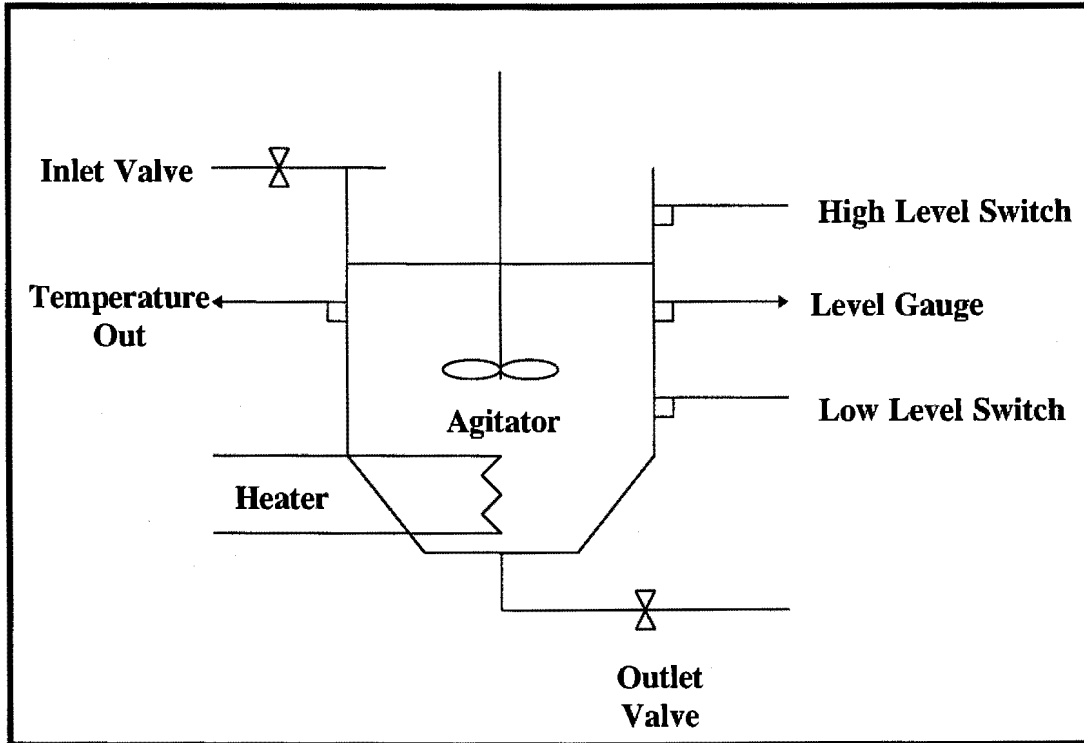 Inlet Valve
High Level Switch
Temperature
Out
Level Gauge
Agitator
Low Level Switch
Heater
Outlet
Valve